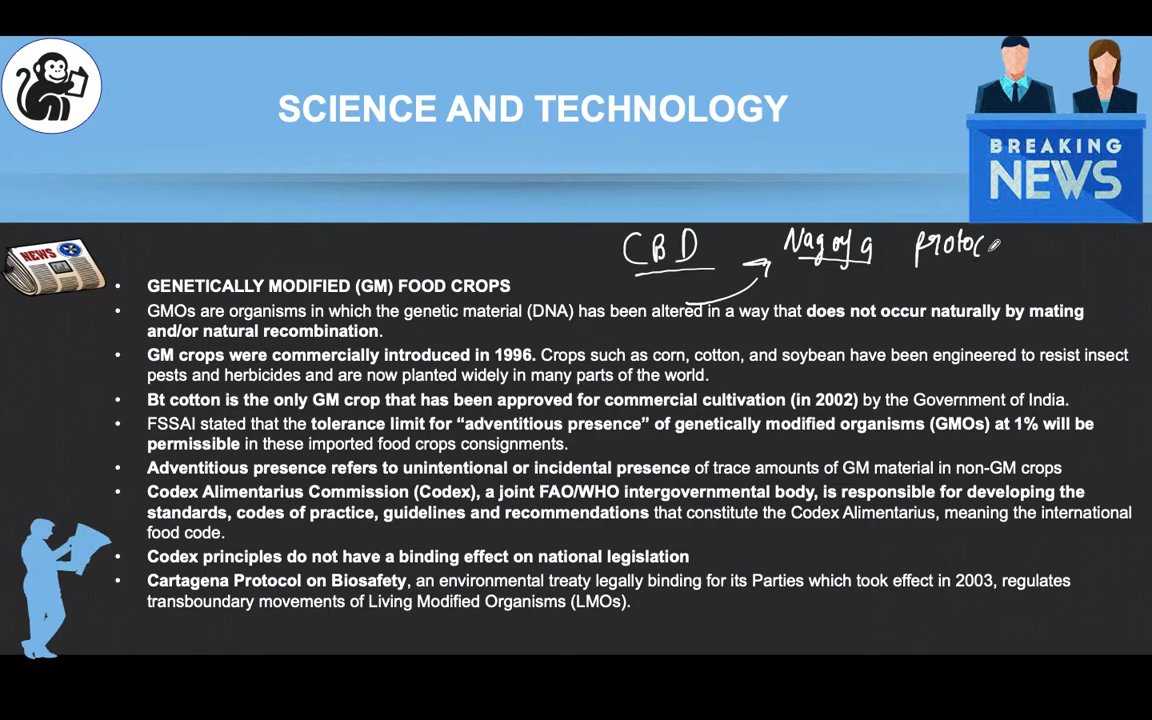 SCIENCE AND TECHNOLOGY
BREAKING
NEWS
NEWS
CBD Nagoya protoc
• GENETICALLY MODIFIED (GM) FOOD CROPS
• GMOs are organisms in which the genetic material (DNA) has been altered in a way that does not occur naturally by mating
and/or natural recombination.
• GM crops were commercially introduced in 1996. Crops such as corn, cotton, and soybean have been engineered to resist insect
pests and herbicides and are now planted widely in many parts of the world.
• Bt cotton is the only GM crop that has been approved for commercial cultivation (in 2002) by the Government of India.
• FSSAI stated that the tolerance limit for “adventitious presence” of genetically modified organisms (GMOs) at 1% will be
permissible in these imported food crops consignments.
• Adventitious presence refers to unintentional or incidental presence of trace amounts of GM material in non-GM crops
• Codex Alimentarius Commission (Codex), a joint FAO/WHO intergovernmental body, is responsible for developing the
standards, codes of practice, guidelines and recommendations that constitute the Codex Alimentarius, meaning the international
food code.
• Codex principles do not have a binding effect on national legislation
• Cartagena Protocol on Biosafety, an environmental treaty legally binding for its Parties which took effect in 2003, regulates
transboundary movements of Living Modified Organisms (LMOs).